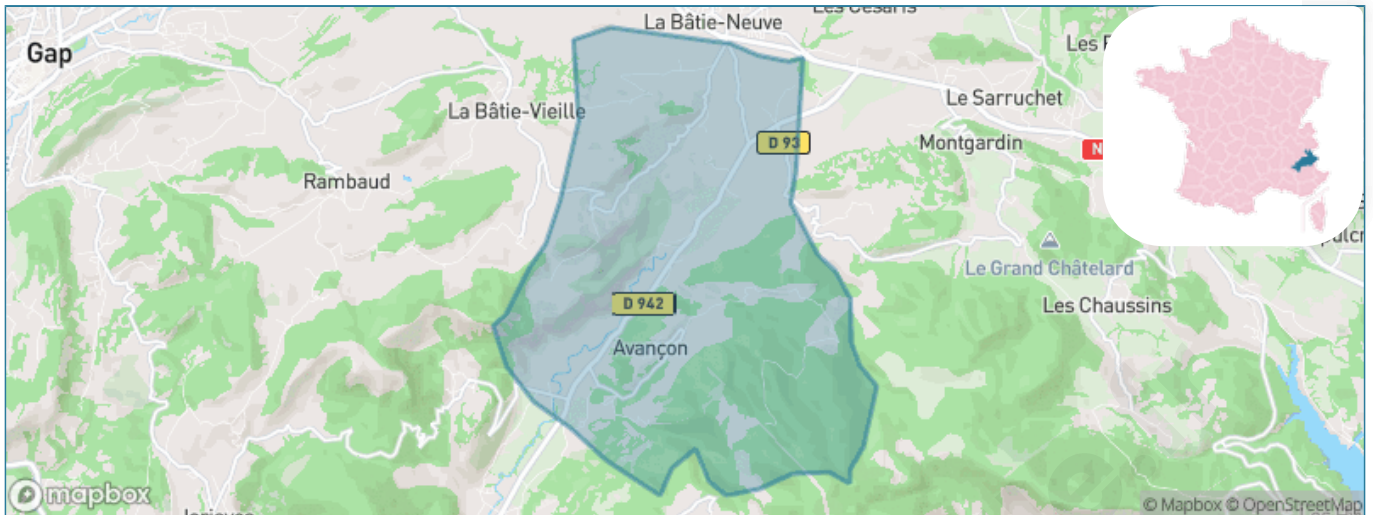 La Bâtie-Neuve
Gap
Le Sarruchet
La Bâtie-Vieille
D 93
Montgardin
N
Rambaud
Le Grand Châtelard
D 942
Les Chaussins
Avançon
mapbox
© Mapbox © OpenStreetMap